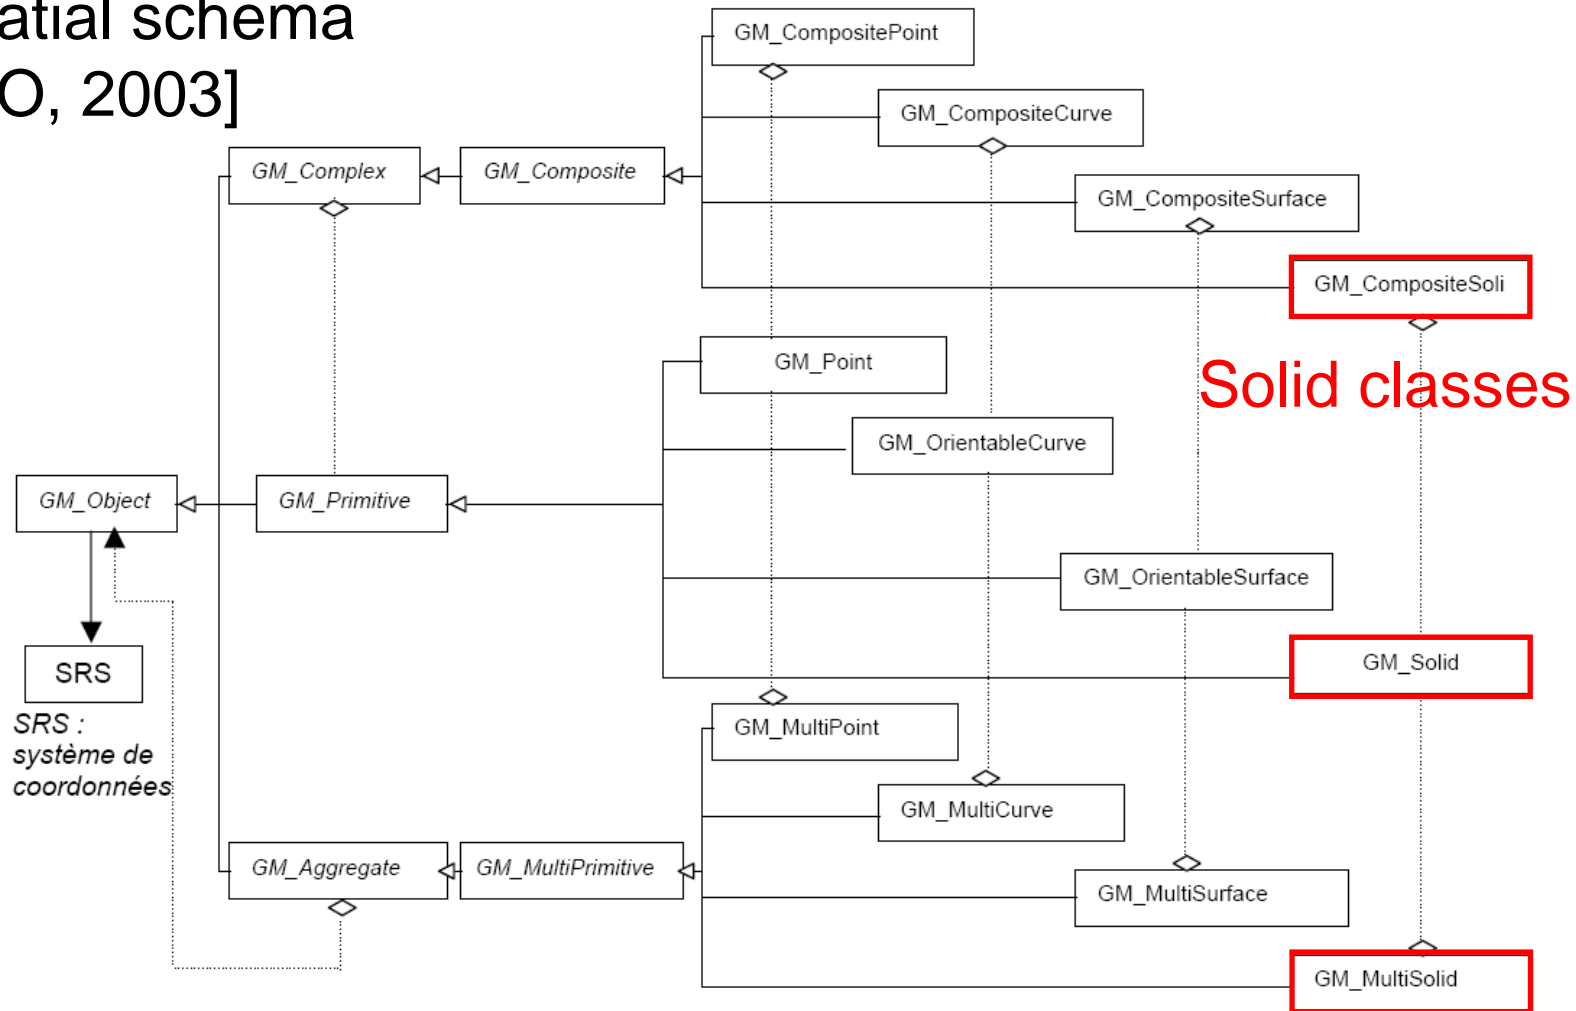 atial schema
O, 2003]
GM_CompositePoint
GM_CompositeCurve
GM_Complex
GM_Composite
GM_CompositeSurface
GM_CompositeSoli
GM_Point
Solid classes
GM_OrientableCurve
GM_Object
GM_Primitive
GM_OrientableSurface
SRS
GM_Solid
SRS :
système de
coordonnées
GM_MultiPoint
GM_MultiCurve
GM_Aggregate
GM_MultiPrimitive
GM_MultiSurface
GM_MultiSolid